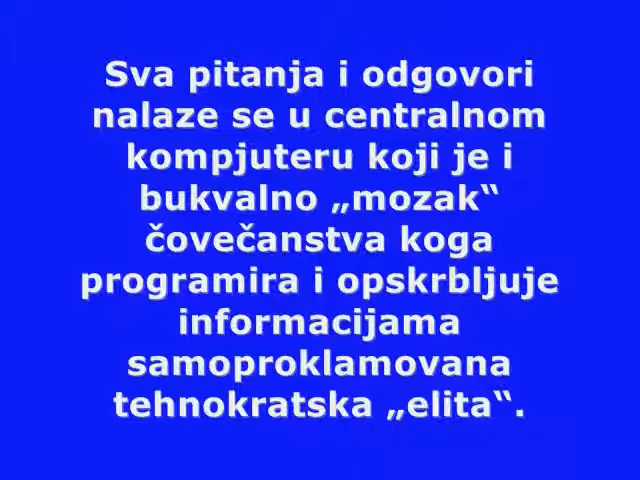 Sva pitanja i odgovori
nalaze se u centralnom
kompjuteru koji je i
bukvalno „mozak“
čovečanstva koga
programira i opskrbljuje
informacijama
samoproklamovana
tehnokratska „elita“.